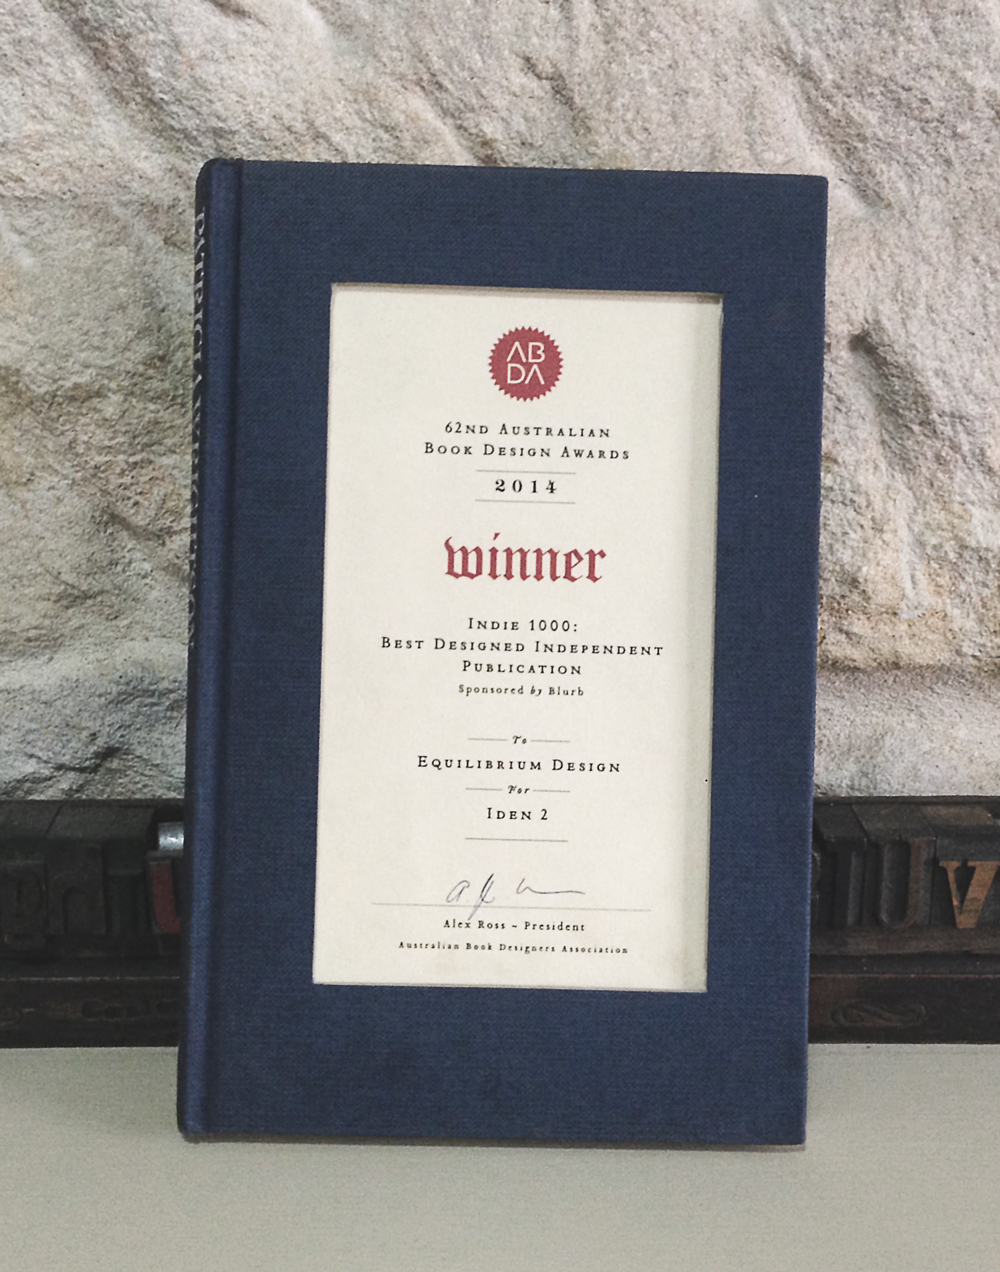 AB
DA
62ND AUSTRALIAN
BOOK DESIGN AWARDS
2014
winner
INDIE 1000:
BEST DESIGNED INDEPENDENT
PUBLICATION
Sponsored by Blurb
To
EQUILIBRIUM DESIGN
For
IDEN 2
Alex Ross ~ President
Australian Book Designers Association